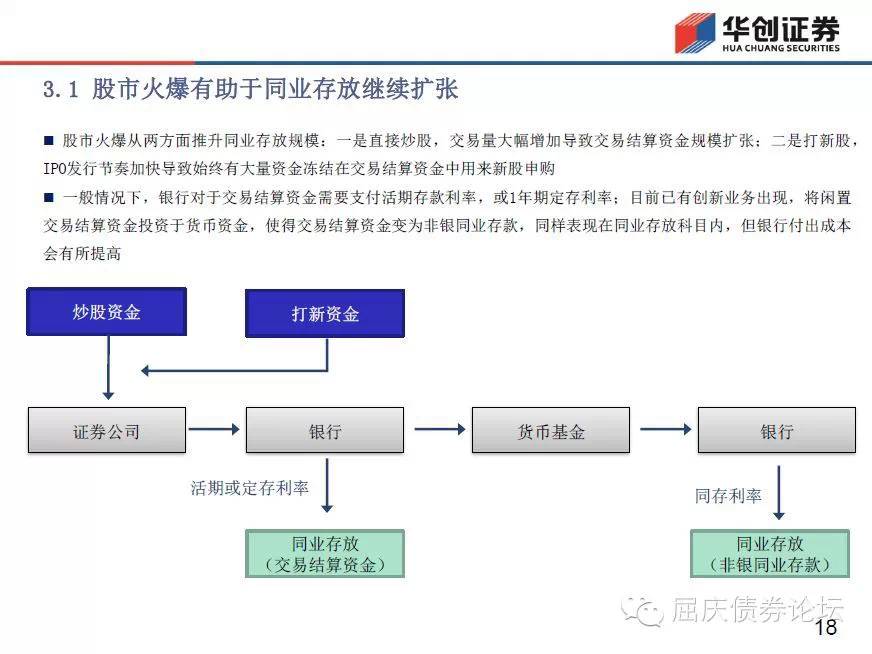 华创证券
HUA CHUANG SECURITIES
3.1 股市火爆有助于同业存放继续扩张
■ 股市火爆从两方面推升同业存放规模：一是直接炒股，交易量大幅增加导致交易结算资金规模扩张；二是打新股，
IPO发行节奏加快导致始终有大量资金冻结在交易结算资金中用来新股申购
■ 一般情况下，银行对于交易结算资金需要支付活期存款利率，或1年期定存利率；目前已有创新业务出现，将闲置
交易结算资金投资于货币资金，使得交易结算资金变为非银同业存款，同样表现在同业存放科目内，但银行付出成本
会有所提高
炒股资金
打新资金
证券公司
银行
货币基金
银行
活期或定存利率
同存利率
同业存放
（交易结算资金）
同业存放
（非银同业存款）
屈庆债券论坛
18